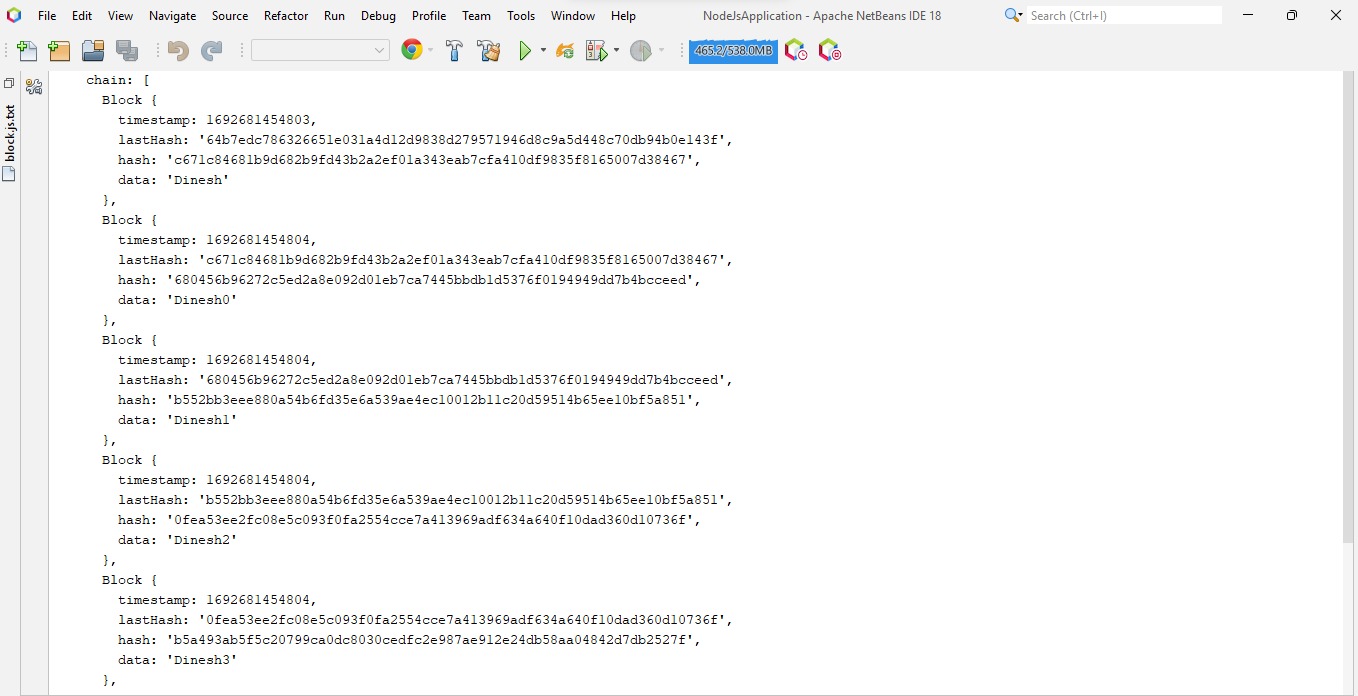 File Edit View Navigate Source Refactor Run Debug Profile Team Tools Window Help NodeJsApplication - Apache NetBeans IDE 18 Search (Ctrl+I)
465.2/538.0MB
block.js.txt
chain: [
Block {
timestamp: 1692681454803,
lastHash: '64b7edc786326651e031a4d12d9838d279571946d8c9a5d448c70db94b0e143f',
hash: 'c671c84681b9d682b9fd43b2a2ef01a343eab7cfa410df9835f8165007d38467',
data: 'Dinesh'
},
Block {
timestamp: 1692681454804,
lastHash: 'c671c84681b9d682b9fd43b2a2ef01a343eab7cfa410df9835f8165007d38467',
hash: '680456b96272c5ed2a8e092d01eb7ca7445bbdb1d5376f0194949dd7b4bcceed',
data: 'Dinesh0'
},
Block {
timestamp: 1692681454804,
lastHash: '680456b96272c5ed2a8e092d01eb7ca7445bbdb1d5376f0194949dd7b4bcceed',
hash: 'b552bb3eee880a54b6fd35e6a539ae4ec10012b11c20d59514b65ee10bf5a851',
data: 'Dinesh1'
},
Block {
timestamp: 1692681454804,
lastHash: 'b552bb3eee880a54b6fd35e6a539ae4ec10012b11c20d59514b65ee10bf5a851',
hash: '0fea53ee2fc08e5c093f0fa2554cce7a413969adf634a640f10dad360d10736f',
data: 'Dinesh2'
},
Block {
timestamp: 1692681454804,
lastHash: '0fea53ee2fc08e5c093f0fa2554cce7a413969adf634a640f10dad360d10736f',
hash: 'b5a493ab5f5c20799ca0dc8030cedfc2e987ae912e24db58aa04842d7db2527f',
data: 'Dinesh3'
},